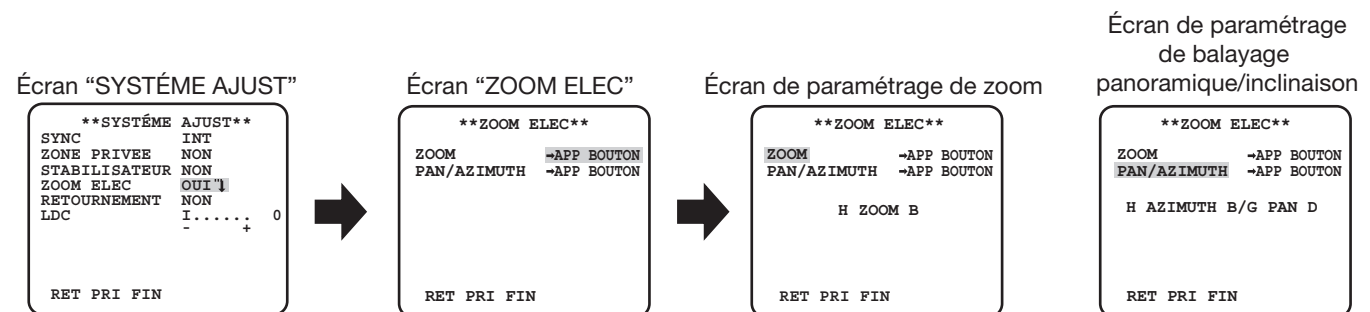 Écran “SYSTÉME AJUST”
**SYSTÉME AJUST**
SYNC INT
ZONE PRIVEE NON
STABILISATEUR NON
ZOOM ELEC OUI"↓
RETOURNEMENT NON
LDC I...... 0
- +
RET PRI FIN
Écran “ZOOM ELEC”
**ZOOM ELEC**
ZOOM →APP BOUTON
PAN/AZIMUTH →APP BOUTON
RET PRI FIN
Écran de paramétrage de zoom
**ZOOM ELEC**
ZOOM →APP BOUTON
PAN/AZIMUTH →APP BOUTON
H ZOOM B
RET PRI FIN
Écran de paramétrage
de balayage
panoramique/inclinaison
**ZOOM ELEC**
ZOOM →APP BOUTON
PAN/AZIMUTH →APP BOUTON
H AZIMUTH B/G PAN D
RET PRI FIN